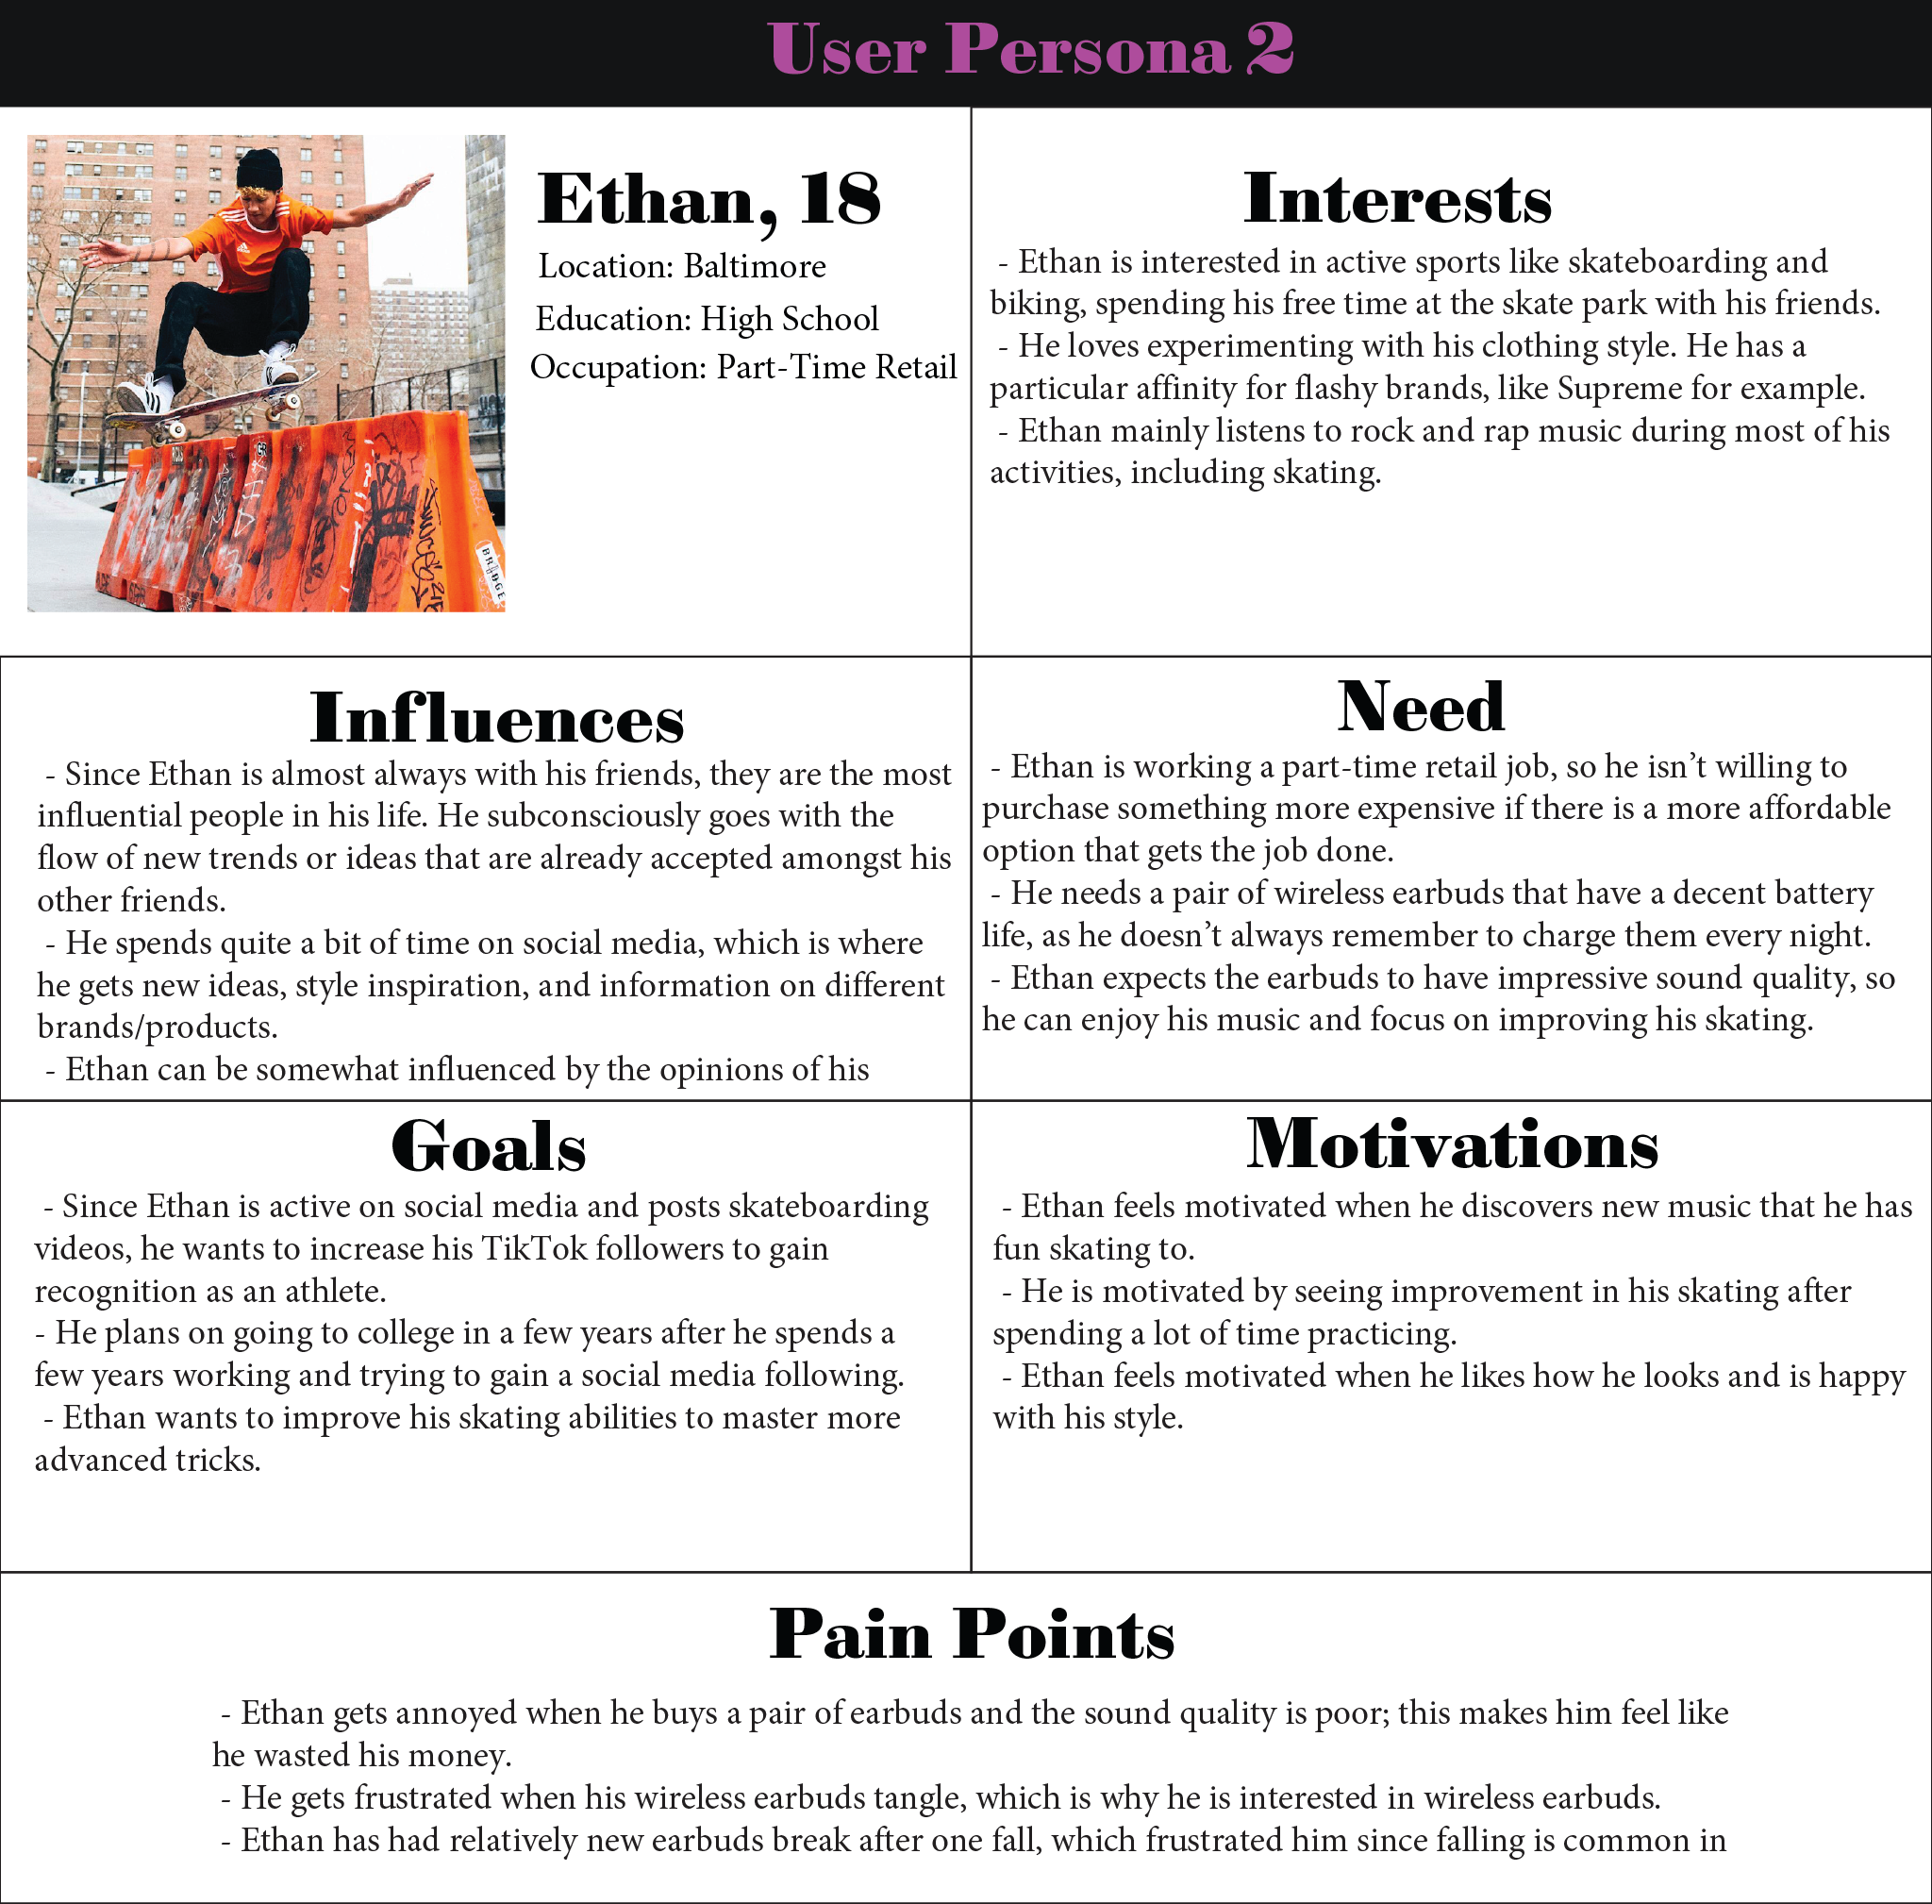 User Persona 2
Ethan, 18
Location: Baltimore
Education: High School
Occupation: Part-Time Retail
BRIDGE
Interests
- Ethan is interested in active sports like skateboarding and
biking, spending his free time at the skate park with his friends.
- He loves experimenting with his clothing style. He has a
particular affinity for flashy brands, like Supreme for example.
- Ethan mainly listens to rock and rap music during most of his
activities, including skating.
Influences
- Since Ethan is almost always with his friends, they are the most
influential people in his life. He subconsciously goes with the
flow of new trends or ideas that are already accepted amongst his
other friends.
- He spends quite a bit of time on social media, which is where
he gets new ideas, style inspiration, and information on different
brands/products.
- Ethan can be somewhat influenced by the opinions of his
Need
- Ethan is working a part-time retail job, so he isn’t willing to
purchase something more expensive if there is a more affordable
option that gets the job done.
- He needs a pair of wireless earbuds that have a decent battery
life, as he doesn’t always remember to charge them every night.
- Ethan expects the earbuds to have impressive sound quality, so
he can enjoy his music and focus on improving his skating.
Goals
- Since Ethan is active on social media and posts skateboarding
videos, he wants to increase his TikTok followers to gain
recognition as an athlete.
- He plans on going to college in a few years after he spends a
few years working and trying to gain a social media following.
- Ethan wants to improve his skating abilities to master more
advanced tricks.
Motivations
- Ethan feels motivated when he discovers new music that he has
fun skating to.
- He is motivated by seeing improvement in his skating after
spending a lot of time practicing.
- Ethan feels motivated when he likes how he looks and is happy
with his style.
Pain Points
- Ethan gets annoyed when he buys a pair of earbuds and the sound quality is poor; this makes him feel like
he wasted his money.
- He gets frustrated when his wireless earbuds tangle, which is why he is interested in wireless earbuds.
- Ethan has had relatively new earbuds break after one fall, which frustrated him since falling is common in